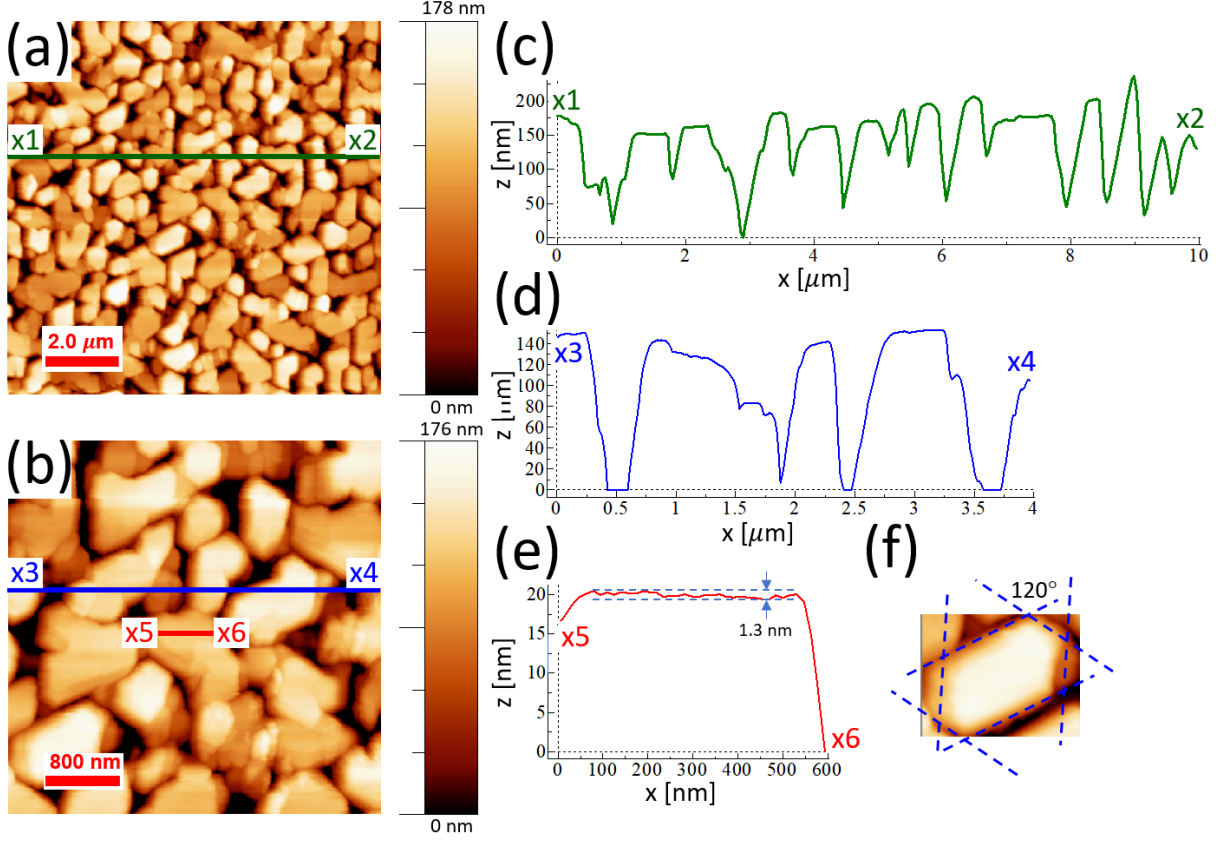 (a)
x1
x2
2.0 μm
178 nm
0 nm
(b)
x3
x4
x5
x6
800 nm
176 nm
0 nm
(c)
x1
x2
z [nm]
200
150
100
50
0
0
2
4
6
8
10
x [μm]
(d)
x3
x4
z [nm]
140
120
100
80
60
40
20
0
0
0.5
1
1.5
2
2.5
3
3.5
4
x [μm]
(e)
x5
x6
1.3 nm
z [nm]
20
15
10
5
0
0
100
200
300
400
500
600
x [nm]
(f)
120°